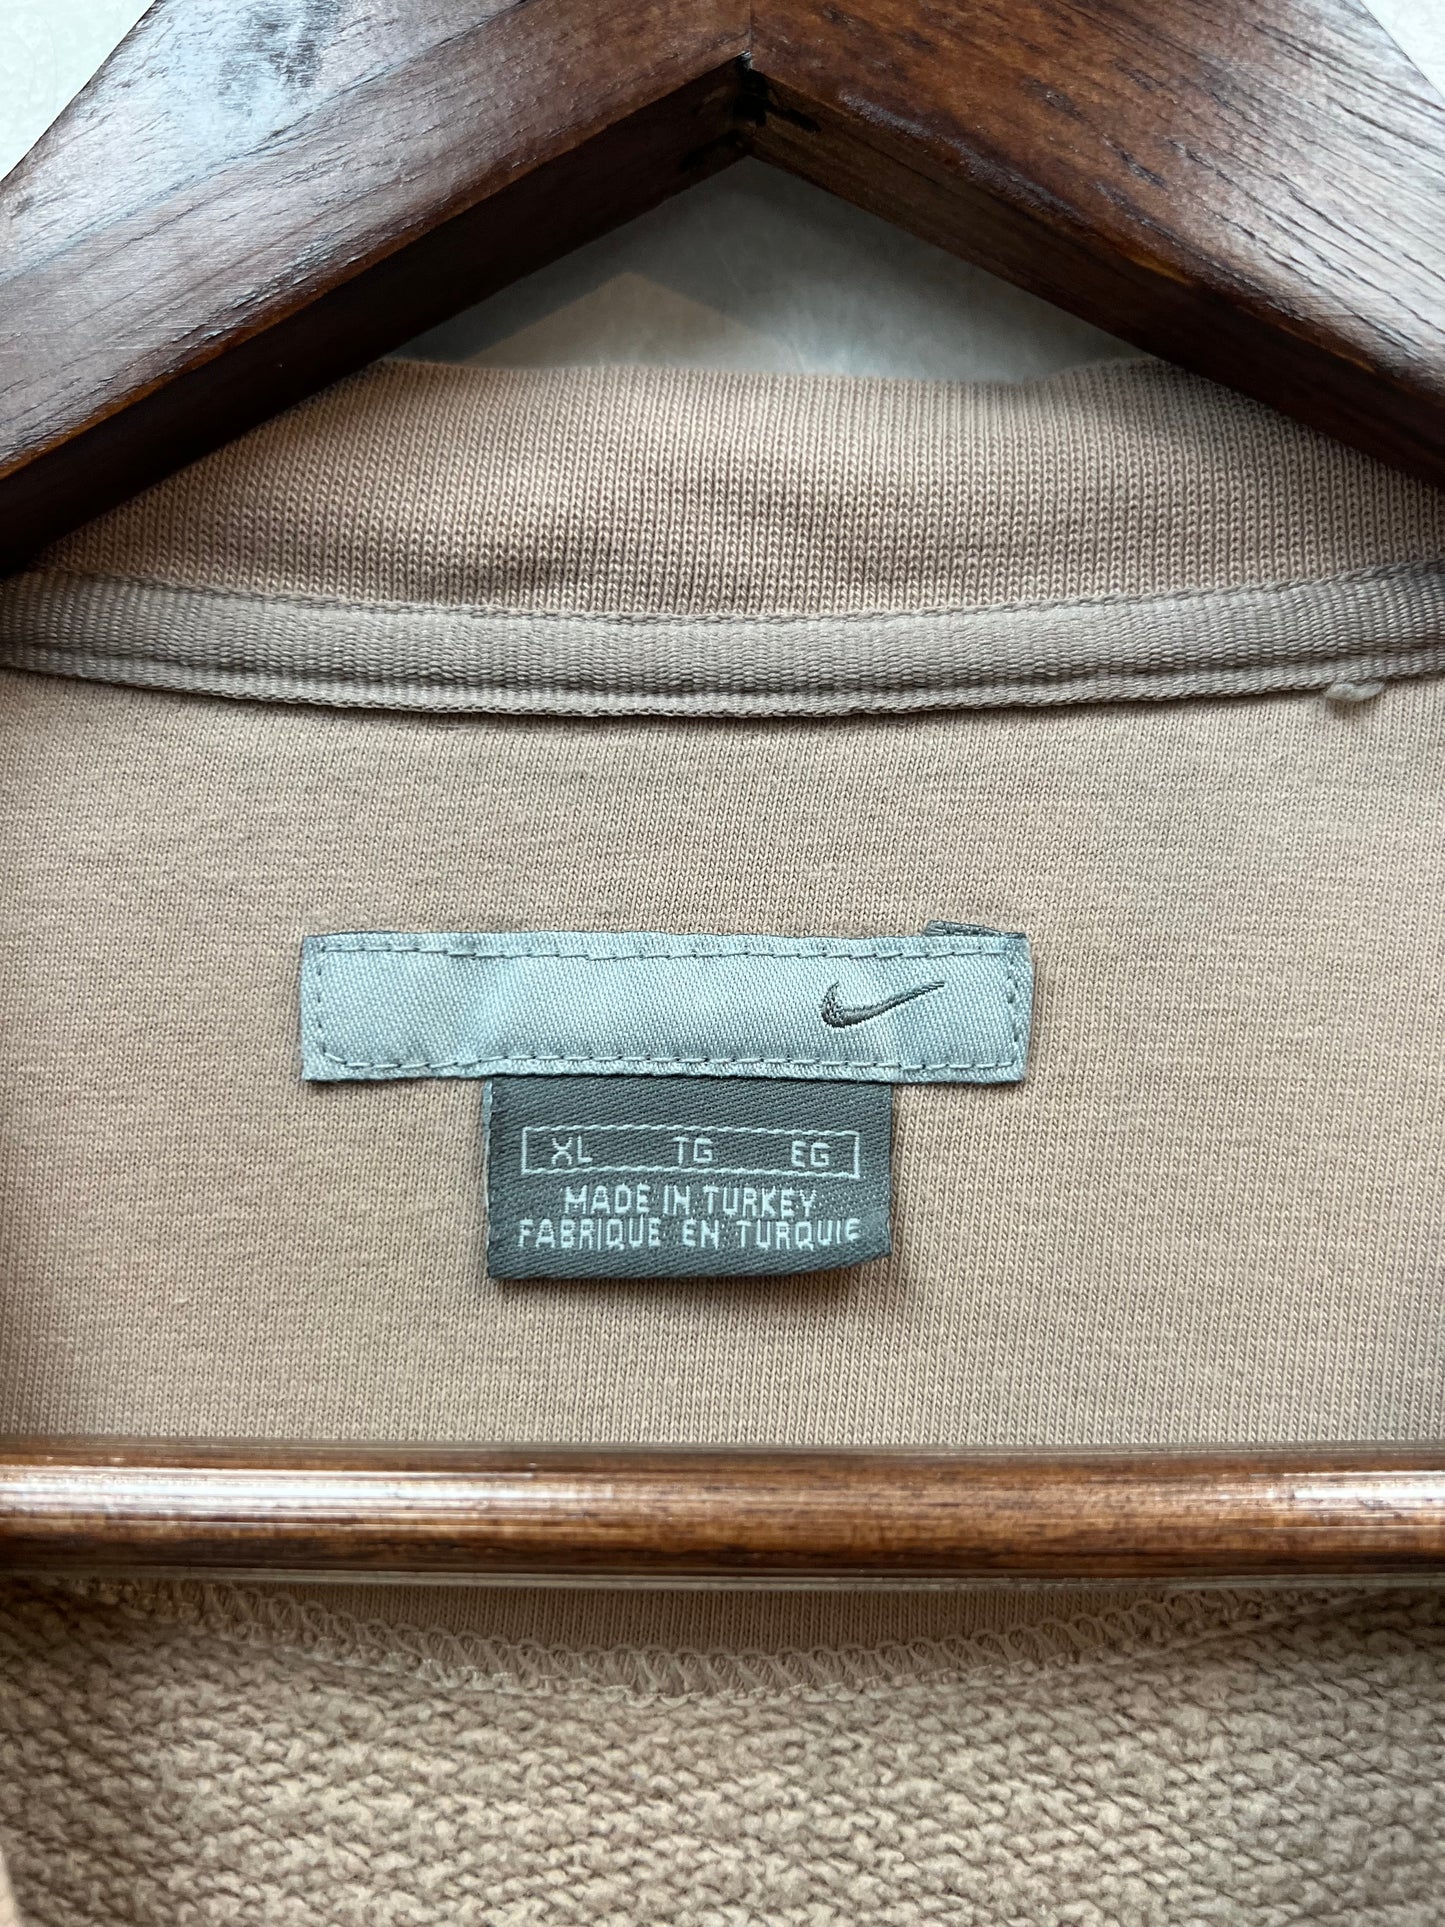 XL TG EG
MADE IN TURKEY
FABRIQUE EN TURQUIE